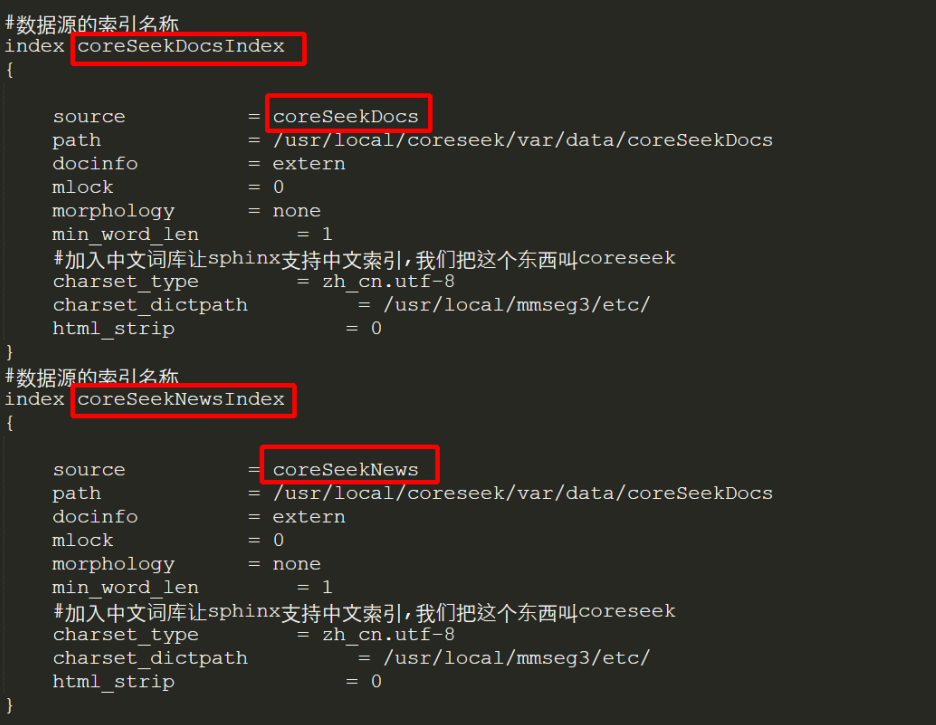 #数据源的索引名称
index coreSeekDocsIndex
{
source = coreSeekDocs
path = /usr/local/coreseek/var/data/coreSeekDocs
docinfo = extern
mlock = 0
morphology = none
min_word_len = 1
#加入中文词库让sphinx支持中文索引,我们把这个东西叫coreseek
charset_type = zh_cn.utf-8
charset_dictpath = /usr/local/mmseg3/etc/
html_strip = 0
}
#数据源的索引名称
index coreSeekNewsIndex
{
source = coreSeekNews
path = /usr/local/coreseek/var/data/coreSeekDocs
docinfo = extern
mlock = 0
morphology = none
min_word_len = 1
#加入中文词库让sphinx支持中文索引,我们把这个东西叫coreseek
charset_type = zh_cn.utf-8
charset_dictpath = /usr/local/mmseg3/etc/
html_strip = 0
}